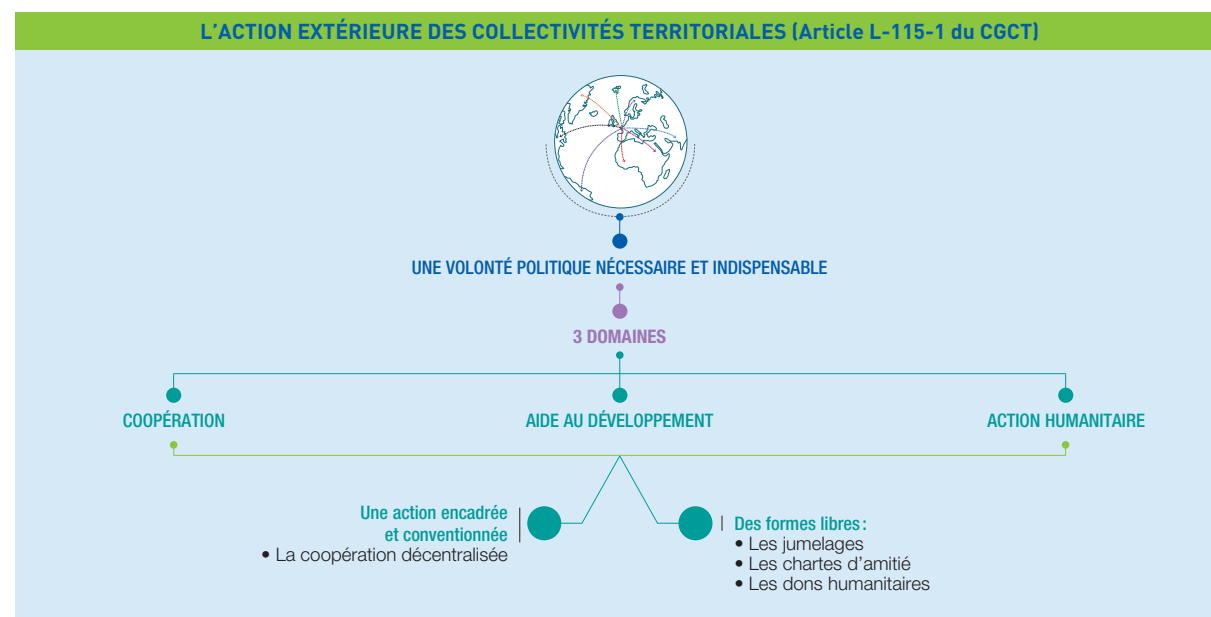 L'ACTION EXTÉRIEURE DES COLLECTIVITÉS TERRITORIALES (Article L-115-1 du CGCT)
UNE VOLONTÉ POLITIQUE NÉCESSAIRE ET INDISPENSABLE
3 DOMAINES
COOPÉRATION
AIDE AU DÉVELOPPEMENT
ACTION HUMANITAIRE
Une action encadrée
et conventionnée
• La coopération décentralisée
Des formes libres :
• Les jumelages
• Les chartes d'amitié
• Les dons humanitaires